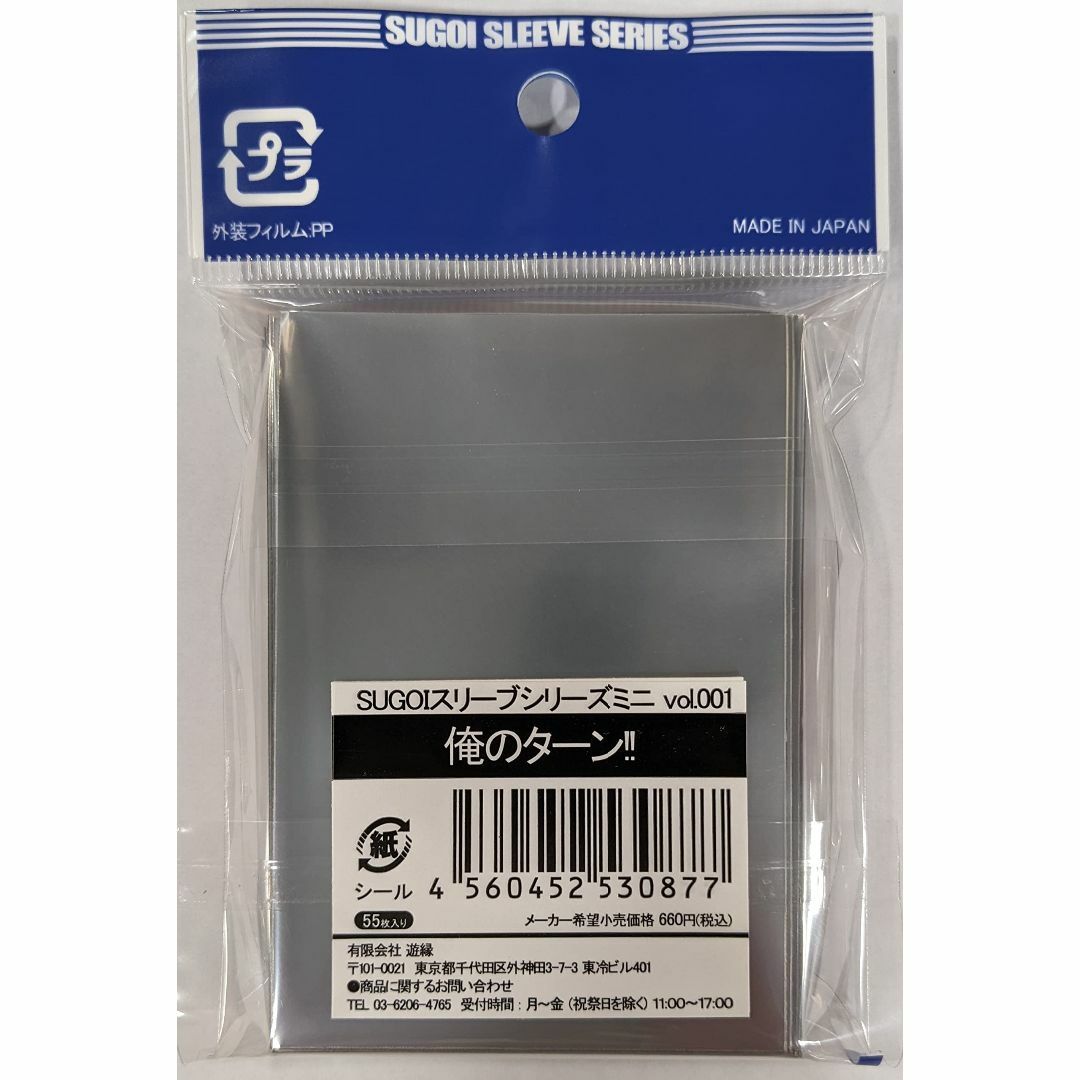 SUGOI SLEEVE SERIES
プラ
外装フィルム:PP
MADE IN JAPAN
SUGOIスリーブシリーズミニ vol.001
俺のターン!!
紙
シール
4 560452 530877
55枚入り
メーカー希望小売価格 660円(税込)
有限会社 遊縁
〒101-0021 東京都千代田区外神田3-7-3 東冷ビル401
●商品に関するお問い合わせ
TEL 03-6206-4765 受付時間：月～金 (祝祭日を除く) 11:00～17:00